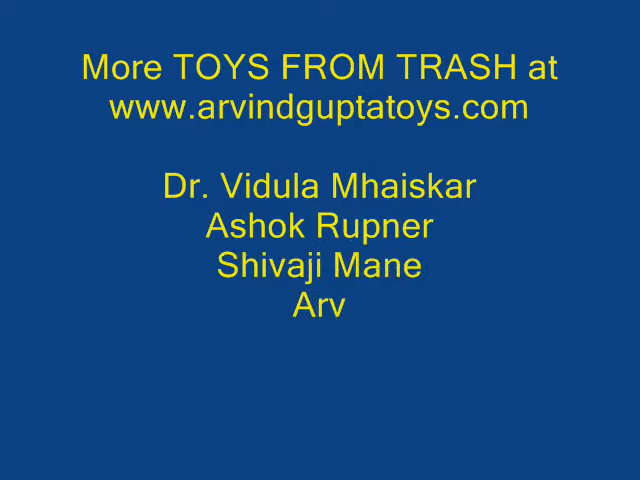 More TOYS FROM TRASH at
www.arvindguptatoys.com
Dr. Vidula Mhaiskar
Ashok Rupner
Shivaji Mane
Arv